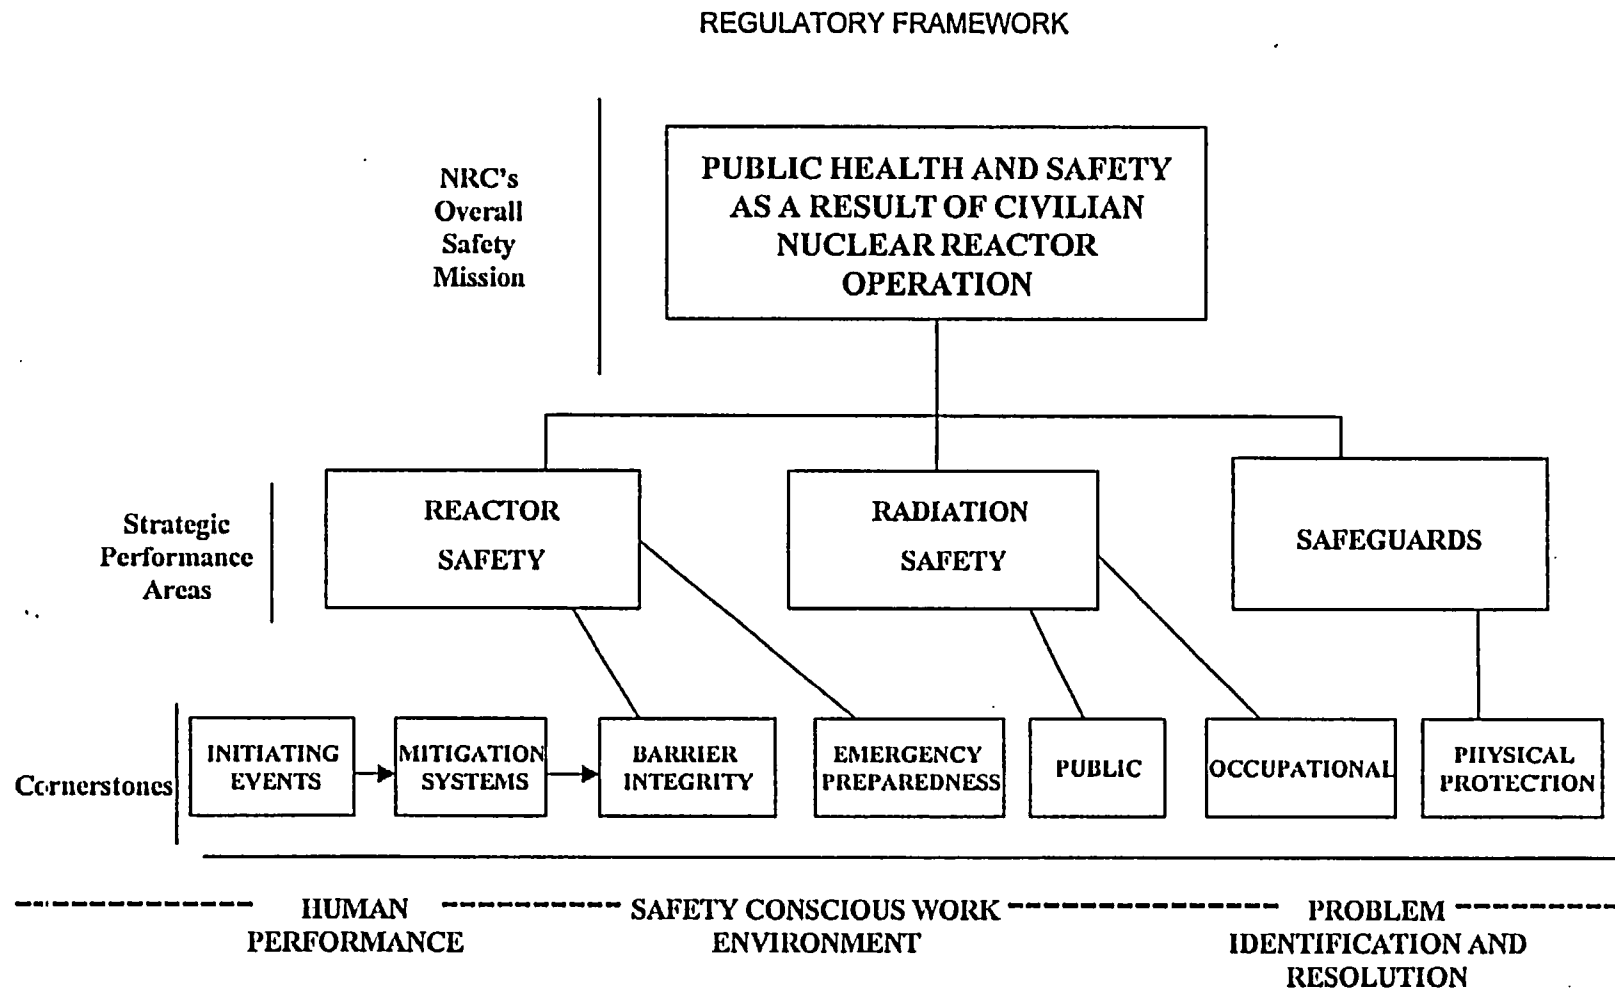 REGULATORY FRAMEWORK
NRC's
Overall
Safety
Mission
PUBLIC HEALTH AND SAFETY
AS A RESULT OF CIVILIAN
NUCLEAR REACTOR
OPERATION
Strategic
Performance
Areas
REACTOR
SAFETY
RADIATION
SAFETY
SAFEGUARDS
Cornerstones
INITIATING
EVENTS
MITIGATION
SYSTEMS
BARRIER
INTEGRITY
EMERGENCY
PREPAREDNESS
PUBLIC
OCCUPATIONAL
PHYSICAL
PROTECTION
HUMAN
PERFORMANCE
SAFETY CONSCIOUS WORK
ENVIRONMENT
PROBLEM
IDENTIFICATION AND
RESOLUTION